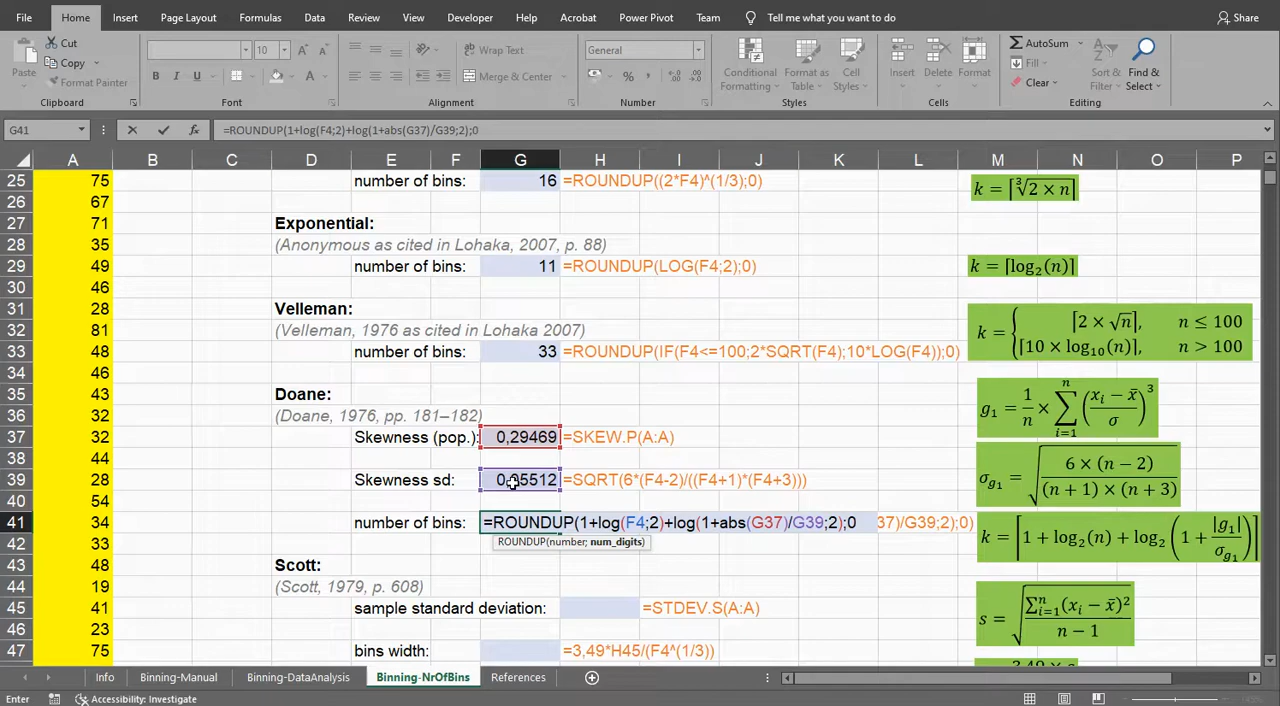 File Home Insert Page Layout Formulas Data Review View Developer Help Acrobat Power Pivot Team Tell me what you want to do Share
Paste Cut Copy Format Painter Clipboard
10 B I U Font
Wrap Text Merge & Center Alignment
General % Number
Conditional Formatting Format as Table Cell Styles Styles
Insert Delete Format Cells
AutoSum Fill Clear Sort & Filter Find & Select Editing
G41 fx =ROUNDUP(1+log(F4;2)+log(1+abs(G37)/G39;2);0
A B C D E F G H I J K L M N O P
25 75 number of bins: 16 =ROUNDUP((2*F4)^(1/3);0) k = ⌈∛2 × n⌉
26 67
27 71 Exponential:
28 35 (Anonymous as cited in Lohaka, 2007, p. 88)
29 49 number of bins: 11 =ROUNDUP(LOG(F4;2);0) k = ⌈log₂(n)⌉
30 46
31 28 Velleman:
32 81 (Velleman, 1976 as cited in Lohaka 2007)
33 48 number of bins: 33 =ROUNDUP(IF(F4<=100;2*SQRT(F4);10*LOG(F4));0) k = { ⌈2 × √n⌉, n ≤ 100 ⌈10 × log₁₀(n)⌉, n > 100
34 46
35 43 Doane:
36 32 (Doane, 1976, pp. 181–182)
37 32 Skewness (pop.): 0,29469 =SKEW.P(A:A) g₁ = 1/n × ∑ⁿᵢ₌₁ ((xᵢ − x̄)/σ)³
38 44
39 28 Skewness sd: 0,05512 =SQRT(6*(F4-2)/((F4+1)*(F4+3))) σg₁ = √(6 × (n − 2)/((n + 1) × (n + 3)))
40 54
41 34 number of bins: =ROUNDUP(1+log(F4;2)+log(1+abs(G37)/G39;2);0 37)/G39;2);0) k = ⌈1 + log₂(n) + log₂(1 + |g₁|/σg₁)⌉
ROUNDUP(number; num_digits)
42 33
43 48 Scott:
44 19 (Scott, 1979, p. 608)
45 41 sample standard deviation: =STDEV.S(A:A) s = √(∑ⁿᵢ₌₁(xᵢ − x̄)²/(n − 1))
46 23
47 75 bins width: =3,49*H45/(F4^(1/3))
Info Binning-Manual Binning-DataAnalysis Binning-NrOfBins References
Enter Accessibility: Investigate